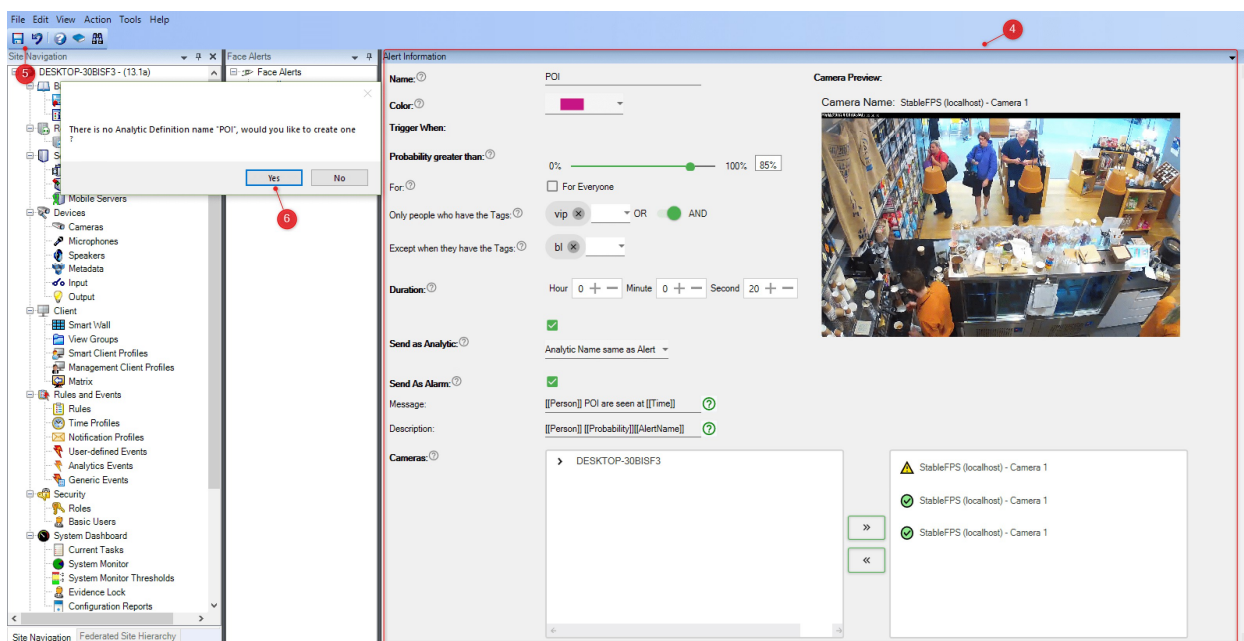 File Edit View Action Tools Help
4
Site Navigation
Face Alerts
Alert Information
5
DESKTOP-30BISF3 - (13.1a)
Face Alerts
There is no Analytic Definition name "POI", would you like to create one
?
Yes
No
6
Mobile Servers
Devices
Cameras
Microphones
Speakers
Metadata
Input
Output
Client
Smart Wall
View Groups
Smart Client Profiles
Management Client Profiles
Matrix
Rules and Events
Rules
Time Profiles
Notification Profiles
User-defined Events
Analytics Events
Generic Events
Security
Roles
Basic Users
System Dashboard
Current Tasks
System Monitor
System Monitor Thresholds
Evidence Lock
Configuration Reports
Site Navigation Federated Site Hierarchy
Name: POI
Color:
Trigger When:
Probability greater than: 0% 100% 85%
For: For Everyone
Only people who have the Tags: vip OR AND
Except when they have the Tags: bl
Duration: Hour 0 Minute 0 Second 20
Send as Analytic:
Analytic Name same as Alert
Send As Alarm:
Message: [[Person]] POI are seen at [[Time]]
Description: [[Person]] [[Probability]][[AlertName]]
Cameras: DESKTOP-30BISF3
Camera Preview:
Camera Name: StableFPS (localhost) - Camera 1
StableFPS (localhost) - Camera 1
StableFPS (localhost) - Camera 1
StableFPS (localhost) - Camera 1